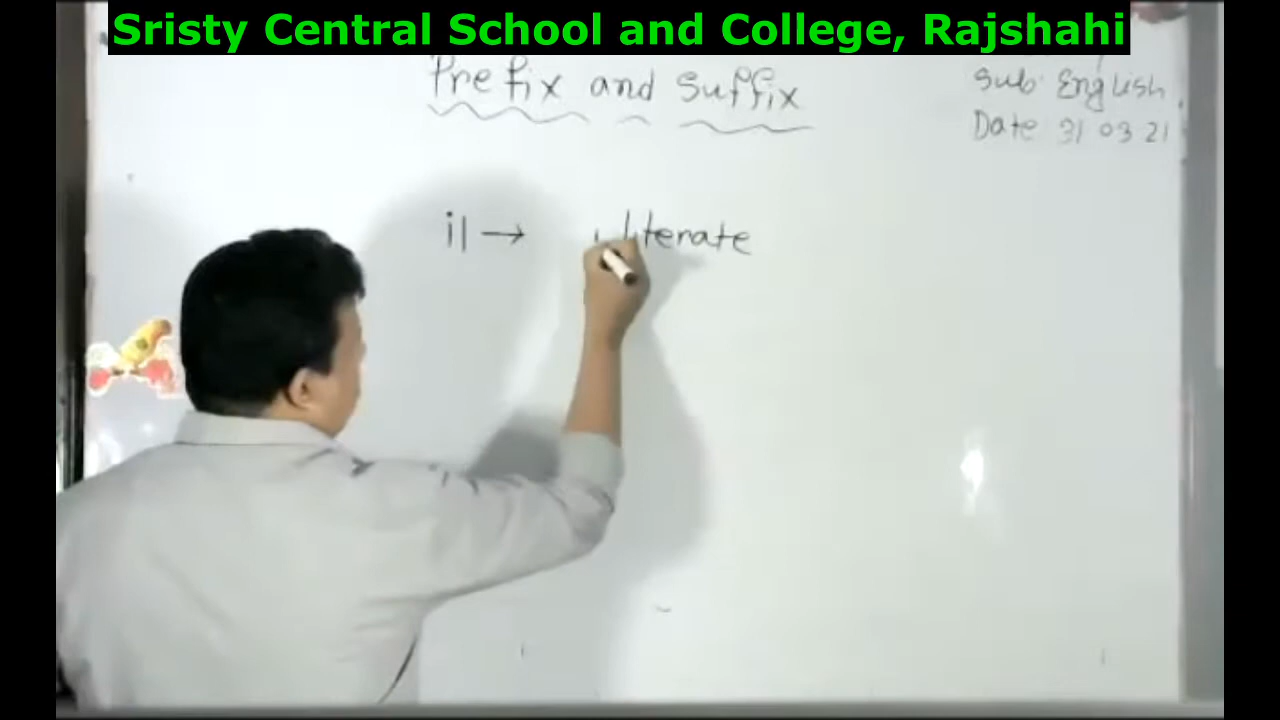 Sristy Central School and College, Rajshahi
Prefix and Suffix
Sub: English
Date 31 03 21
il → illiterate